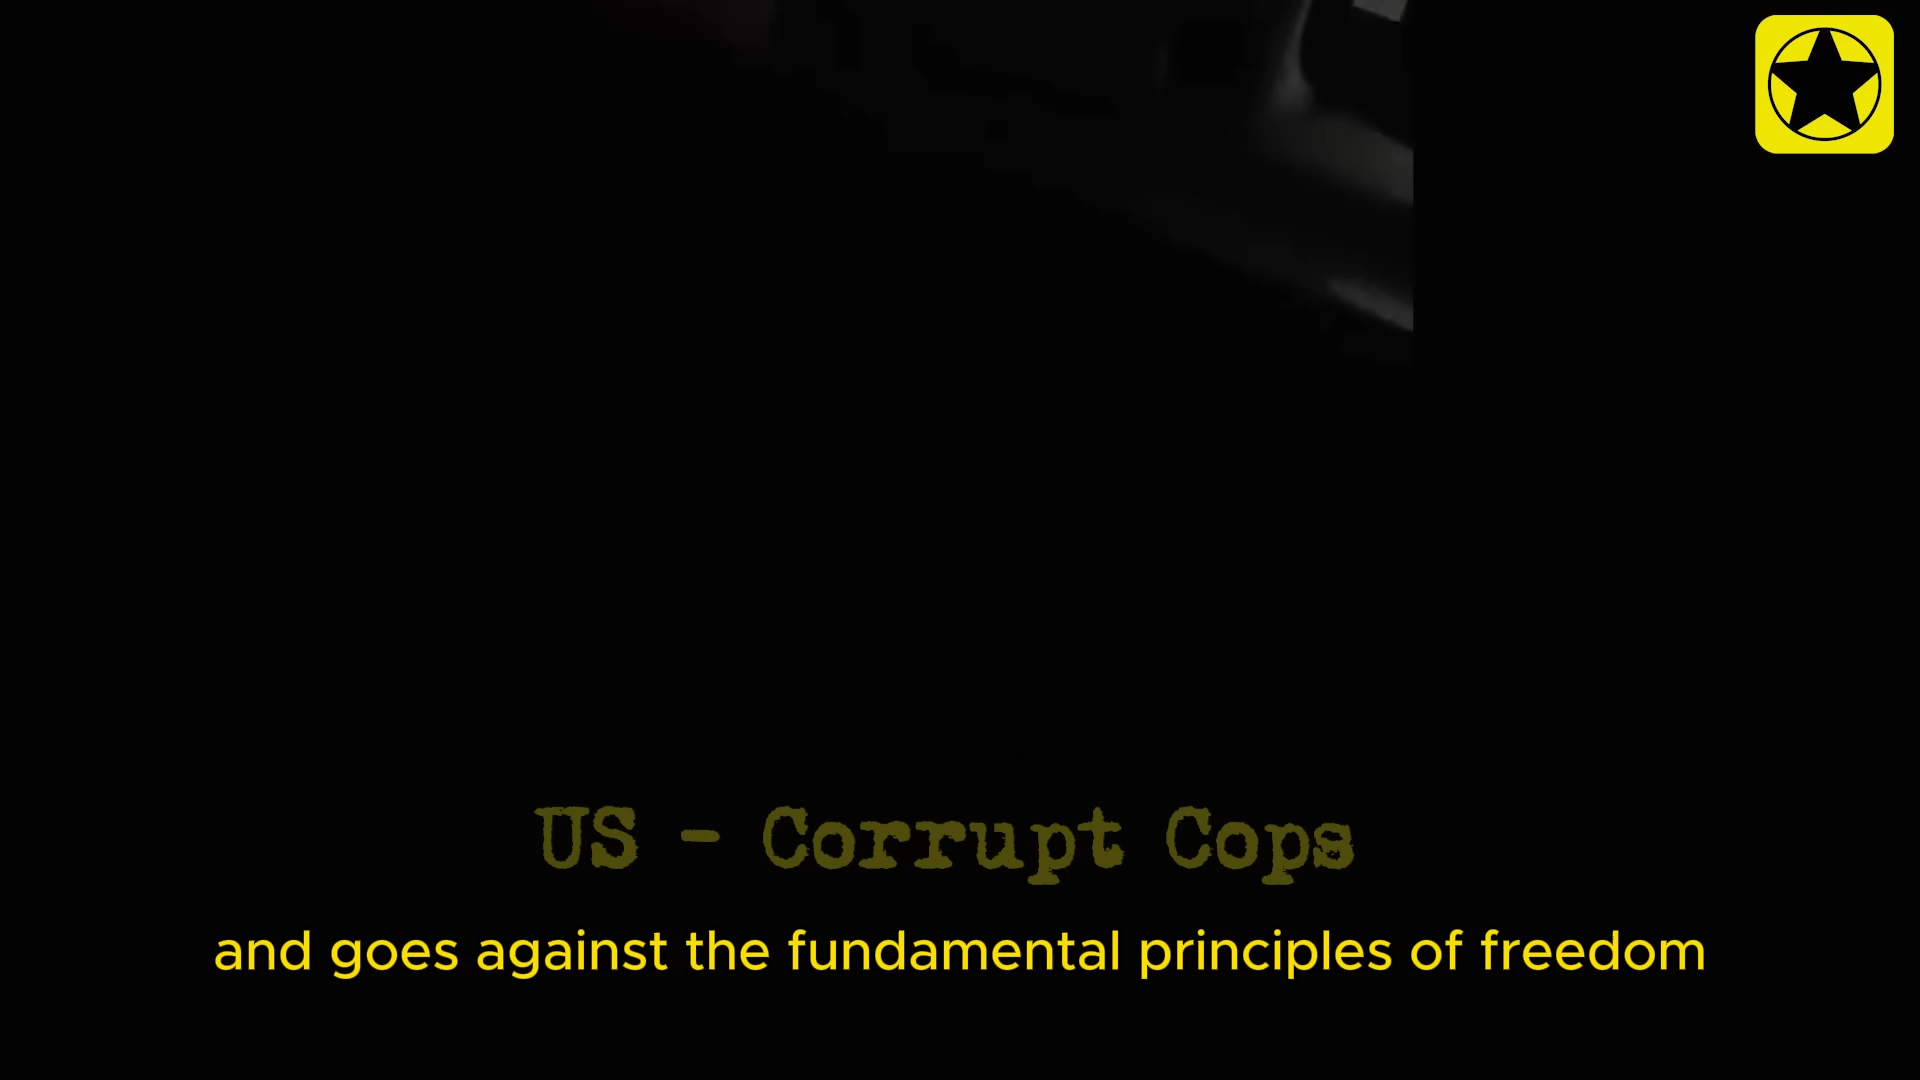 US - Corrupt Cops
and goes against the fundamental principles of freedom